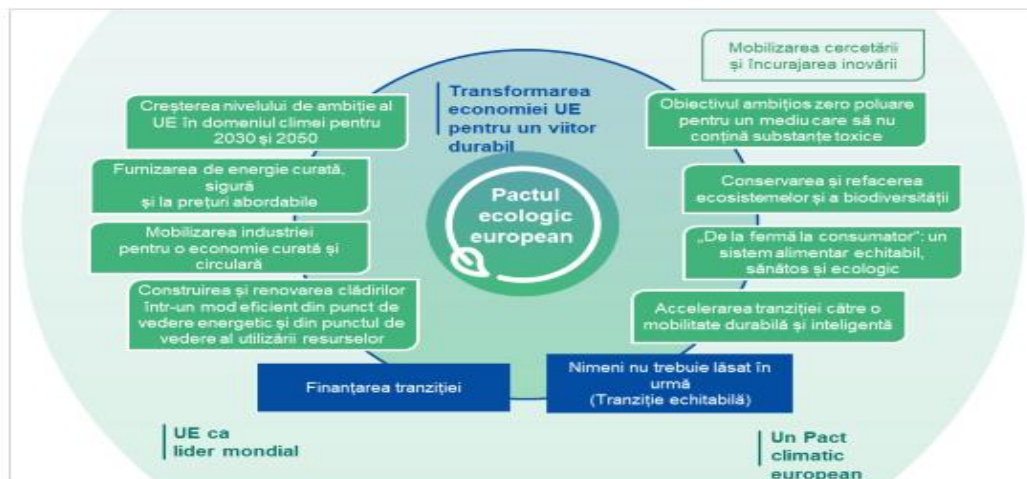 Mobilizarea cercetării
și încurajarea inovării
Transformarea
economiei UE
pentru un viitor
durabil
Creșterea nivelului de ambiție al
UE în domeniul climei pentru
2030 și 2050
Furnizarea de energie curată,
sigură
și la prețuri abordabile
Mobilizarea industriei
pentru o economie curată și
circulară
Construirea și renovarea clădirilor
într-un mod eficient din punct de
vedere energetic și din punctul de
vedere al utilizării resurselor
Pactul
ecologic
european
Obiectivul ambițios zero poluare
pentru un mediu care să nu
conțină substanțe toxice
Conservarea și refacerea
ecosistemelor și a biodiversității
„De la fermă la consumator”: un
sistem alimentar echitabil,
sănătos și ecologic
Accelerarea tranziției către o
mobilitate durabilă și inteligentă
Finanțarea tranziției
Nimeni nu trebuie lăsat în
urmă
(Tranziție echitabilă)
UE ca
lider mondial
Un Pact
climatic
european